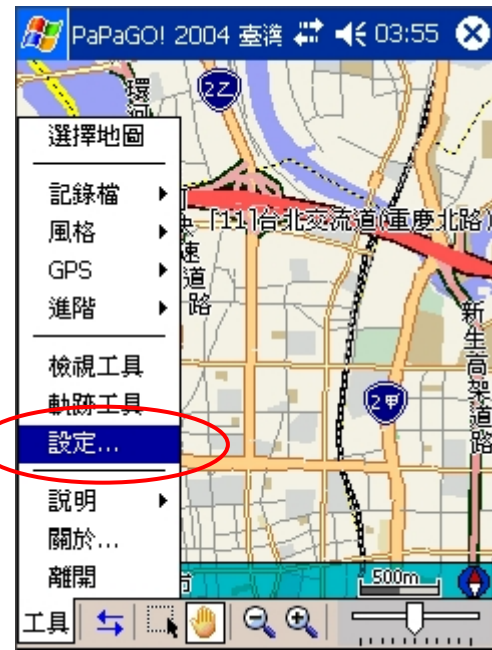 PaPaGO! 2004 臺灣 03:55
環河
2乙
選擇地圖
記錄檔
風格
GPS
進階
檢視工具
軌跡工具
設定...
說明
關於...
離開
快速道路
[11]台北交流道(重慶北路)
新生高架道路
2甲
500m
工具